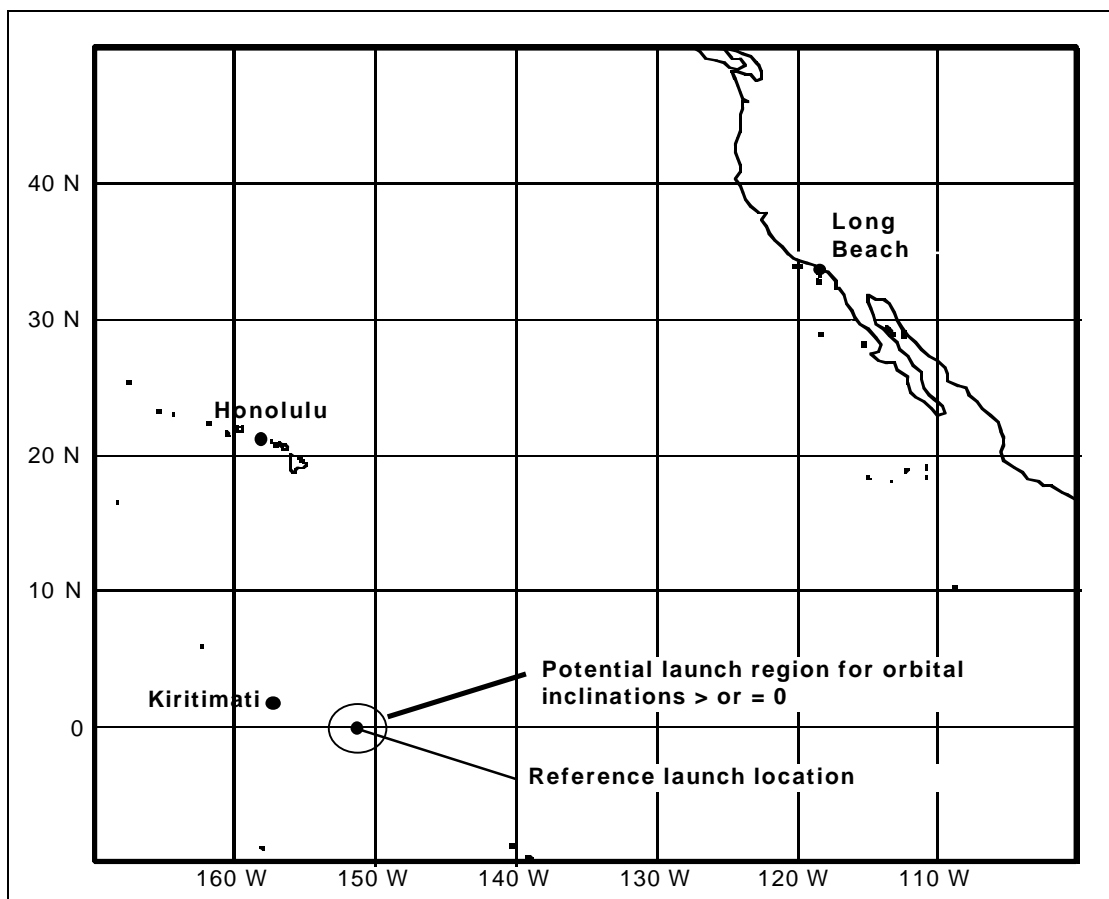 40 N
Long
Beach
30 N
Honolulu
20 N
10 N
Potential launch region for orbital
inclinations > or = 0
Kiritimati
0
Reference launch location
160 W
150 W
140 W
130 W
120 W
110 W